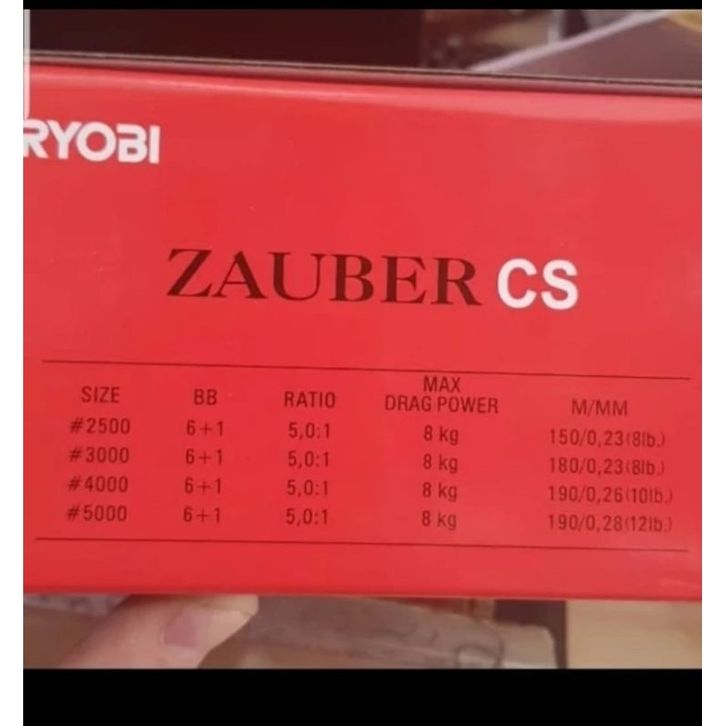 RYOBI
ZAUBER CS
SIZE BB RATIO MAX DRAG POWER M/MM
#2500 6+1 5,0:1 8 kg 150/0,23(8lb.)
#3000 6+1 5,0:1 8 kg 180/0,23(8lb.)
#4000 6+1 5,0:1 8 kg 190/0,26(10lb.)
#5000 6+1 5,0:1 8 kg 190/0,28(12lb.)